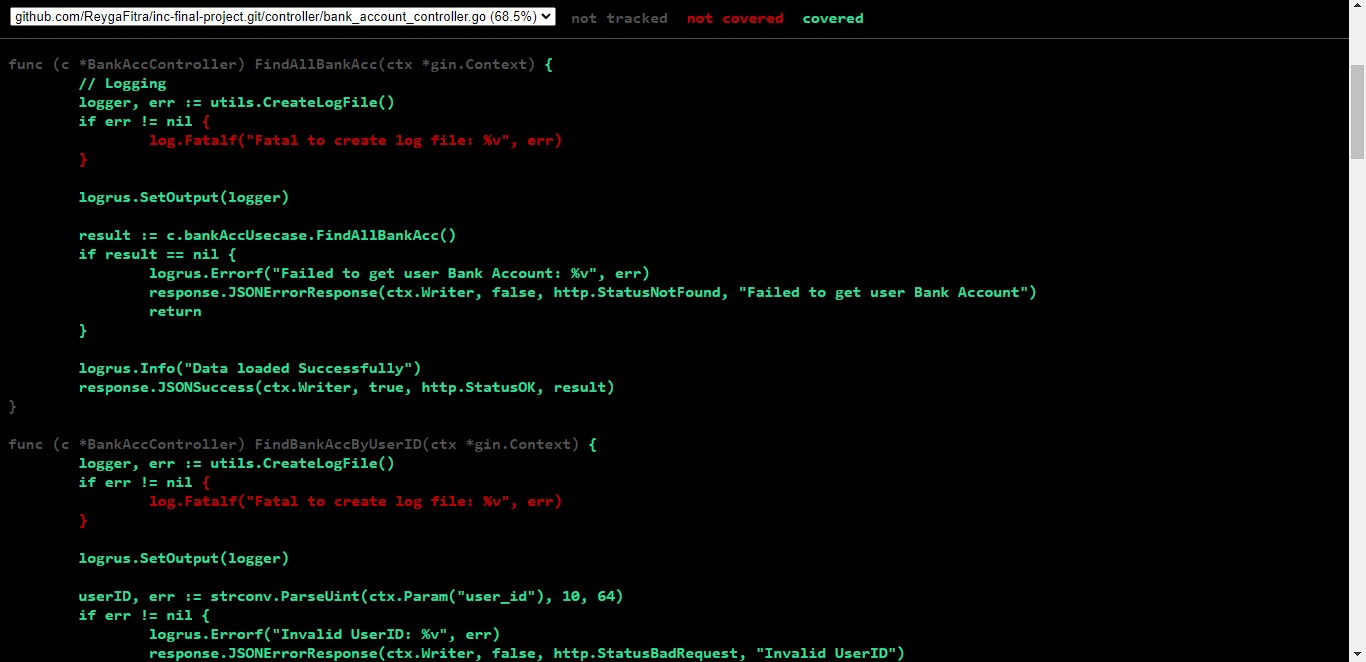 github.com/ReygaFitra/inc-final-project.git/controller/bank_account_controller.go (68.5%) not tracked not covered covered
func (c *BankAccController) FindAllBankAcc(ctx *gin.Context) {
// Logging
logger, err := utils.CreateLogFile()
if err != nil {
log.Fatalf("Fatal to create log file: %v", err)
}
logrus.SetOutput(logger)
result := c.bankAccUsecase.FindAllBankAcc()
if result == nil {
logrus.Errorf("Failed to get user Bank Account: %v", err)
response.JSONErrorResponse(ctx.Writer, false, http.StatusNotFound, "Failed to get user Bank Account")
return
}
logrus.Info("Data loaded Successfully")
response.JSONSuccess(ctx.Writer, true, http.StatusOK, result)
}
func (c *BankAccController) FindBankAccByUserID(ctx *gin.Context) {
logger, err := utils.CreateLogFile()
if err != nil {
log.Fatalf("Fatal to create log file: %v", err)
}
logrus.SetOutput(logger)
userID, err := strconv.ParseUint(ctx.Param("user_id"), 10, 64)
if err != nil {
logrus.Errorf("Invalid UserID: %v", err)
response.JSONErrorResponse(ctx.Writer, false, http.StatusBadRequest, "Invalid UserID")